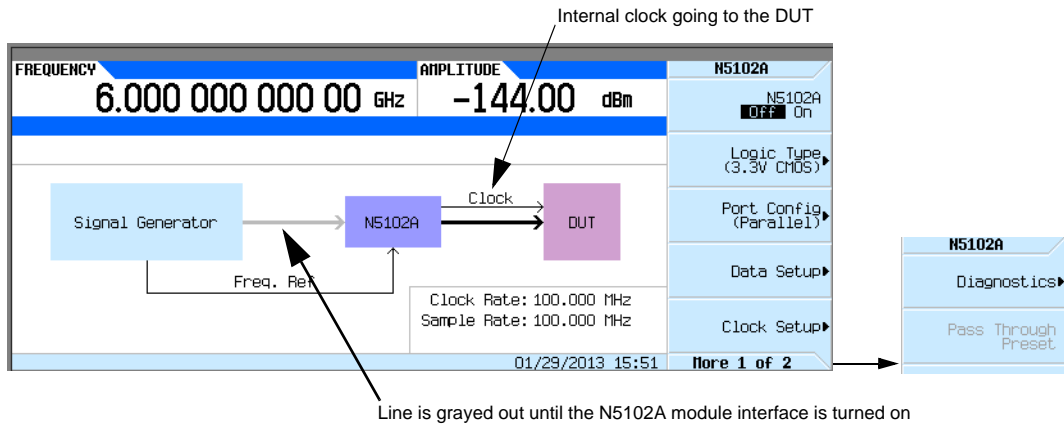 Internal clock going to the DUT
FREQUENCY
6.000 000 000 00 GHz
AMPLITUDE
-144.00 dBm
N5102A
N5102A
Off On
Logic Type
(3.3V CMOS)
Port Config
(Parallel)
Data Setup
Clock Setup
More 1 of 2
Signal Generator
N5102A
Clock
DUT
Freq. Ref
Clock Rate: 100.000 MHz
Sample Rate: 100.000 MHz
01/29/2013 15:51
N5102A
Diagnostics
Pass Through
Preset
Line is grayed out until the N5102A module interface is turned on